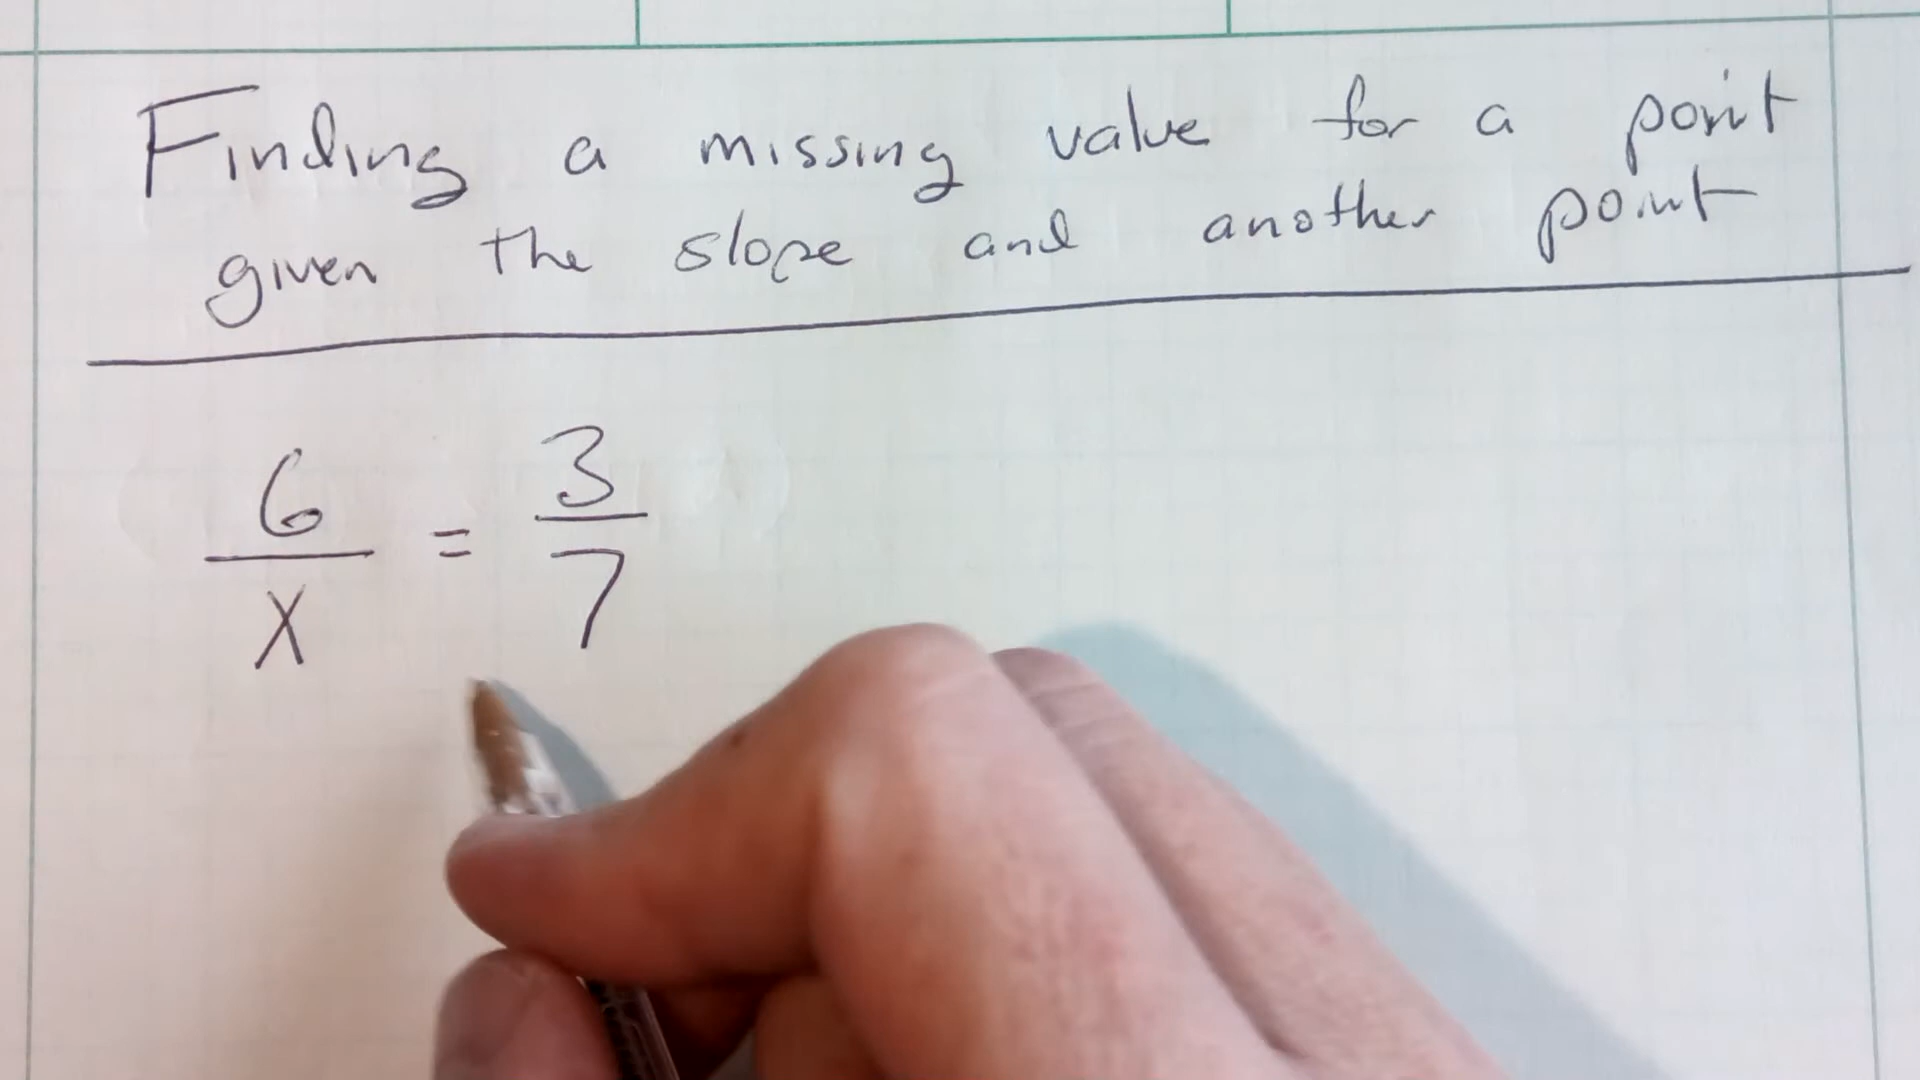 Finding a missing value for a point
given the slope and another point
6/x = 3/7